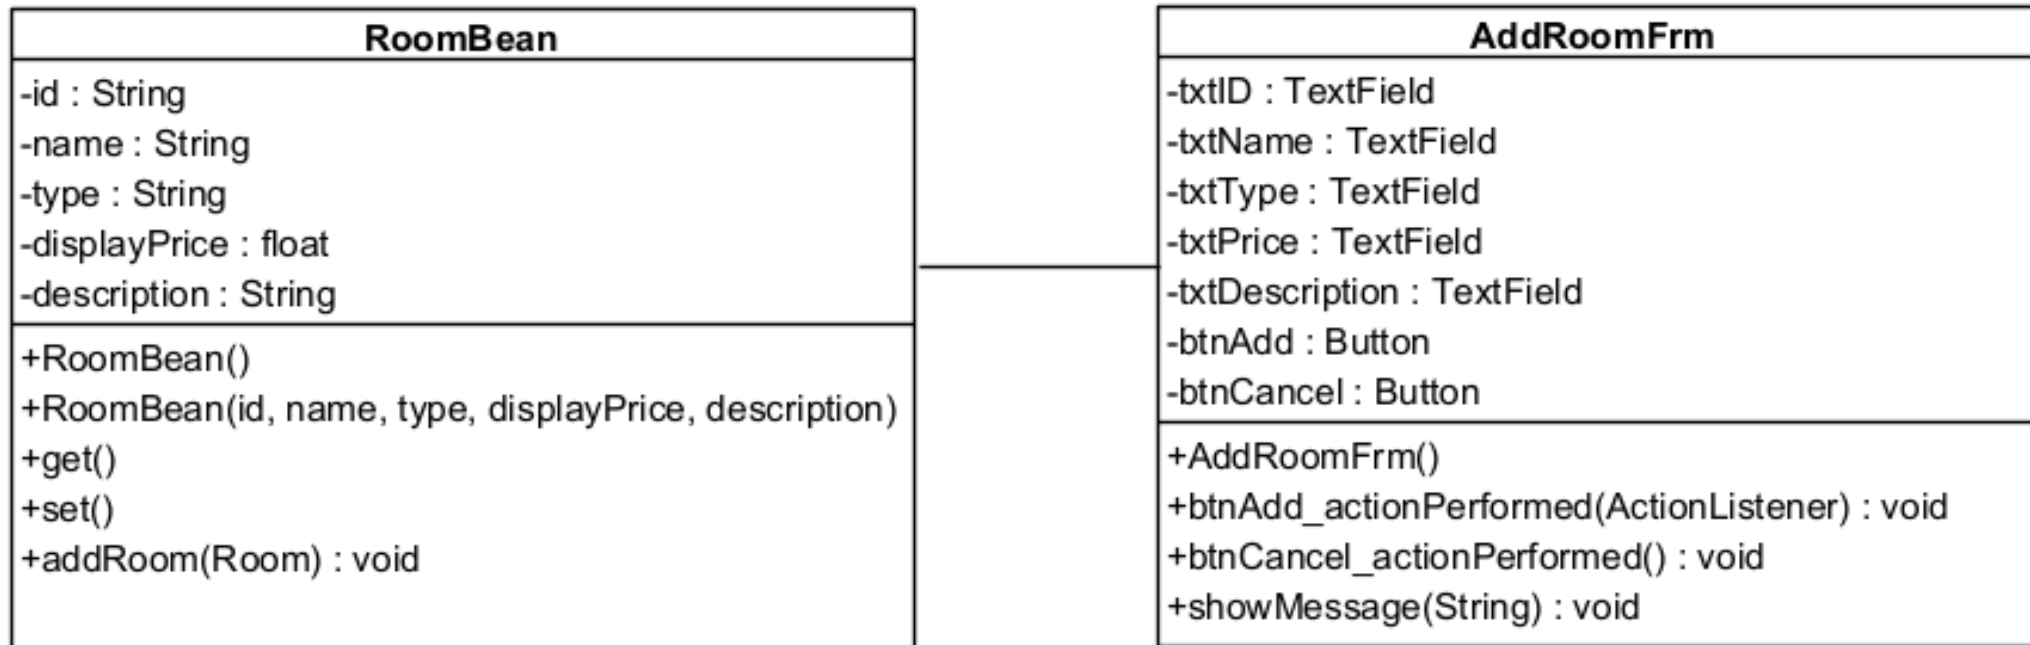 RoomBean
-id : String
-name : String
-type : String
-displayPrice : float
-description : String
+RoomBean()
+RoomBean(id, name, type, displayPrice, description)
+get()
+set()
+addRoom(Room) : void
AddRoomFrm
-txtID : TextField
-txtName : TextField
-txtType : TextField
-txtPrice : TextField
-txtDescription : TextField
-btnAdd : Button
-btnCancel : Button
+AddRoomFrm()
+btnAdd_actionPerformed(ActionListener) : void
+btnCancel_actionPerformed() : void
+showMessage(String) : void